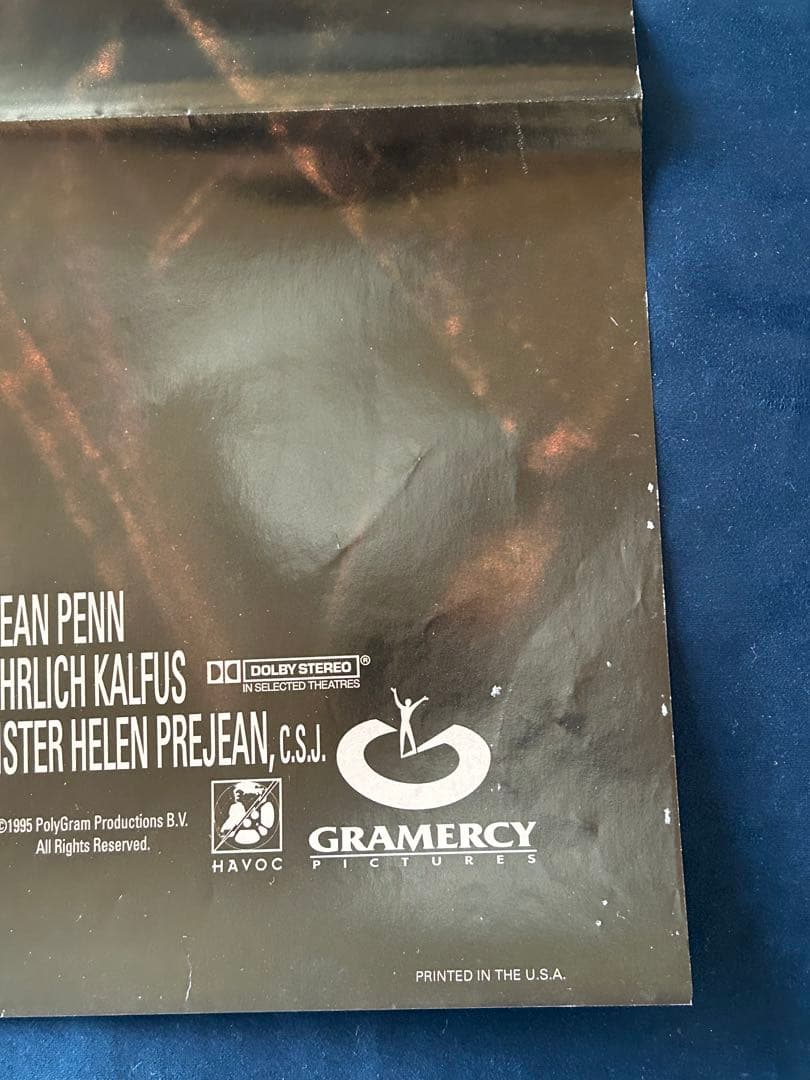 EAN PENN
HRLICH KALFUS
DOLBY STEREO®
IN SELECTED THEATRES
ISTER HELEN PREJEAN, C.S.J.
©1995 PolyGram Productions B.V.
All Rights Reserved.
HAVOC
GRAMERCY
PICTURES
PRINTED IN THE U.S.A.